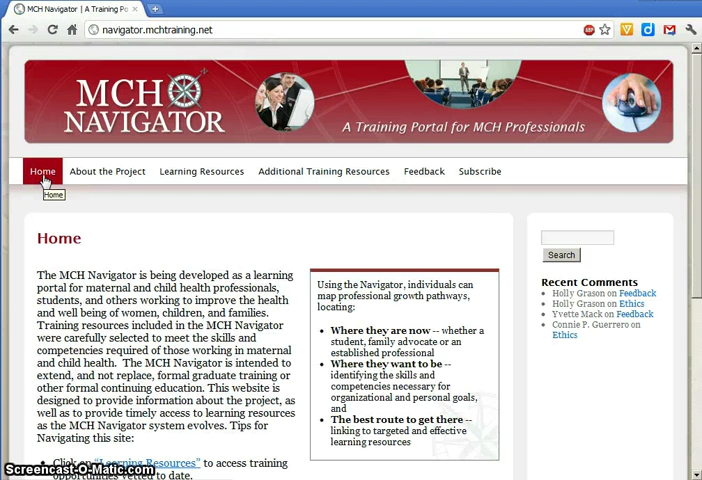 MCH Navigator | A Training Po
navigator.mchtraining.net
MCH
NAVIGATOR
A Training Portal for MCH Professionals
Home About the Project Learning Resources Additional Training Resources Feedback Subscribe
Home
Home
The MCH Navigator is being developed as a learning
portal for maternal and child health professionals,
students, and others working to improve the health
and well being of women, children, and families.
Training resources included in the MCH Navigator
were carefully selected to meet the skills and
competencies required of those working in maternal
and child health. The MCH Navigator is intended to
extend, and not replace, formal graduate training or
other formal continuing education. This website is
designed to provide information about the project, as
well as to provide timely access to learning resources
as the MCH Navigator system evolves. Tips for
Navigating this site:
• Click on "Learning Resources" to access training
opportunities vetted to date.
Using the Navigator, individuals can
map professional growth pathways,
locating:
• Where they are now -- whether a
student, family advocate or an
established professional
• Where they want to be --
identifying the skills and
competencies necessary for
organizational and personal goals,
and
• The best route to get there --
linking to targeted and effective
learning resources
Search
Recent Comments
• Holly Grason on Feedback
• Holly Grason on Ethics
• Yvette Mack on Feedback
• Connie P. Guerrero on
Ethics
Screencast-O-Matic.com